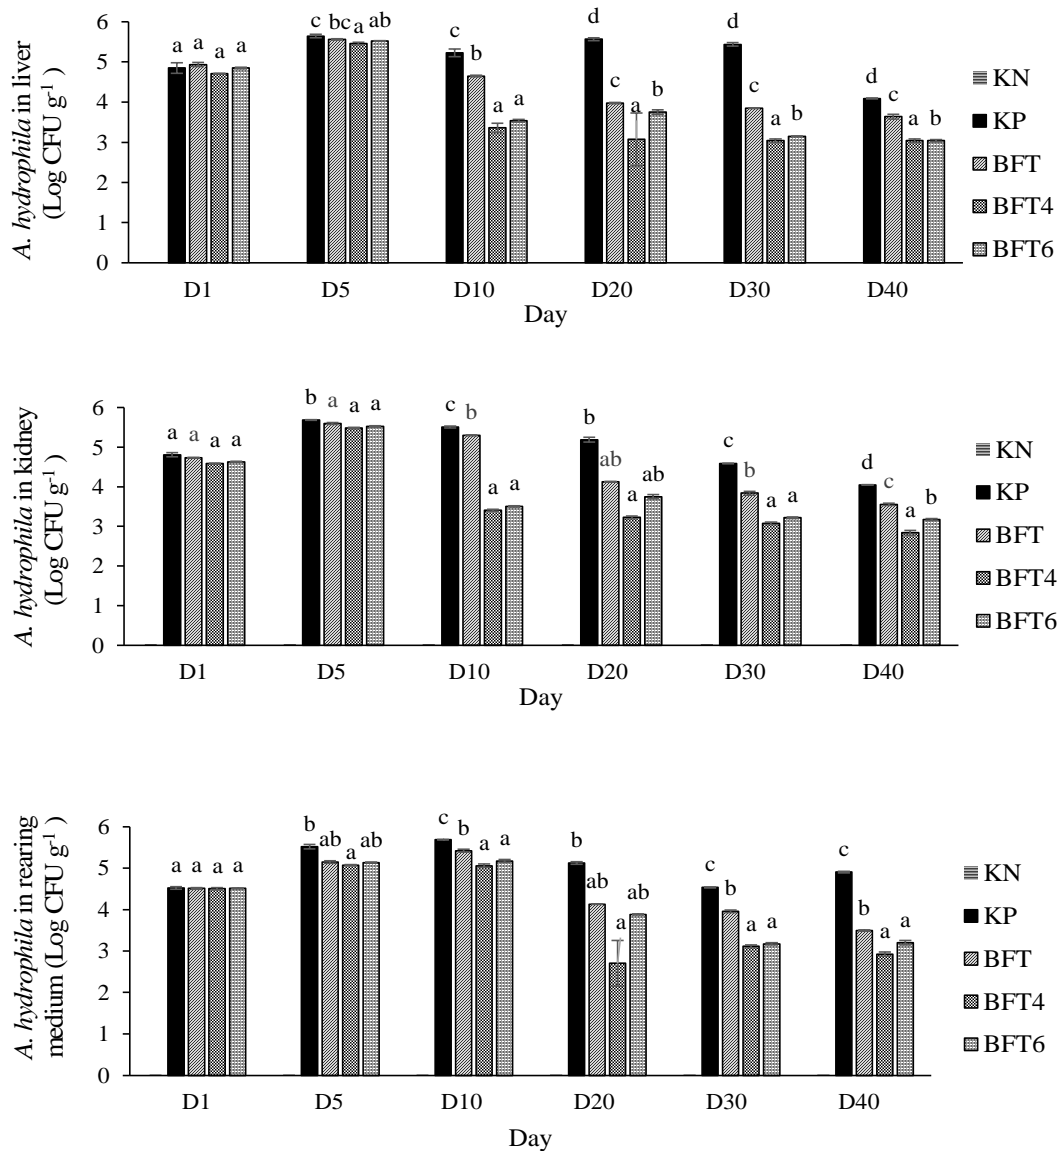 A. hydrophila in liver
(Log CFU g⁻¹ )
6
5
4
3
2
1
0
a a a a
c bc a ab
c b a a
d c a b
d c a b
d c a b
D1 D5 D10 D20 D30 D40
Day
KN
KP
BFT
BFT4
BFT6
A. hydrophila in kidney
(Log CFU g⁻¹ )
6
5
4
3
2
1
0
a a a a
b a a a
c b a a
b ab a ab
c b a a
d c a b
D1 D5 D10 D20 D30 D40
Day
KN
KP
BFT
BFT4
BFT6
A. hydrophila in rearing
medium (Log CFU g⁻¹ )
6
5
4
3
2
1
0
a a a a
b ab a ab
c b a a
b ab a ab
c b a a
c b a a
D1 D5 D10 D20 D30 D40
Day
KN
KP
BFT
BFT4
BFT6